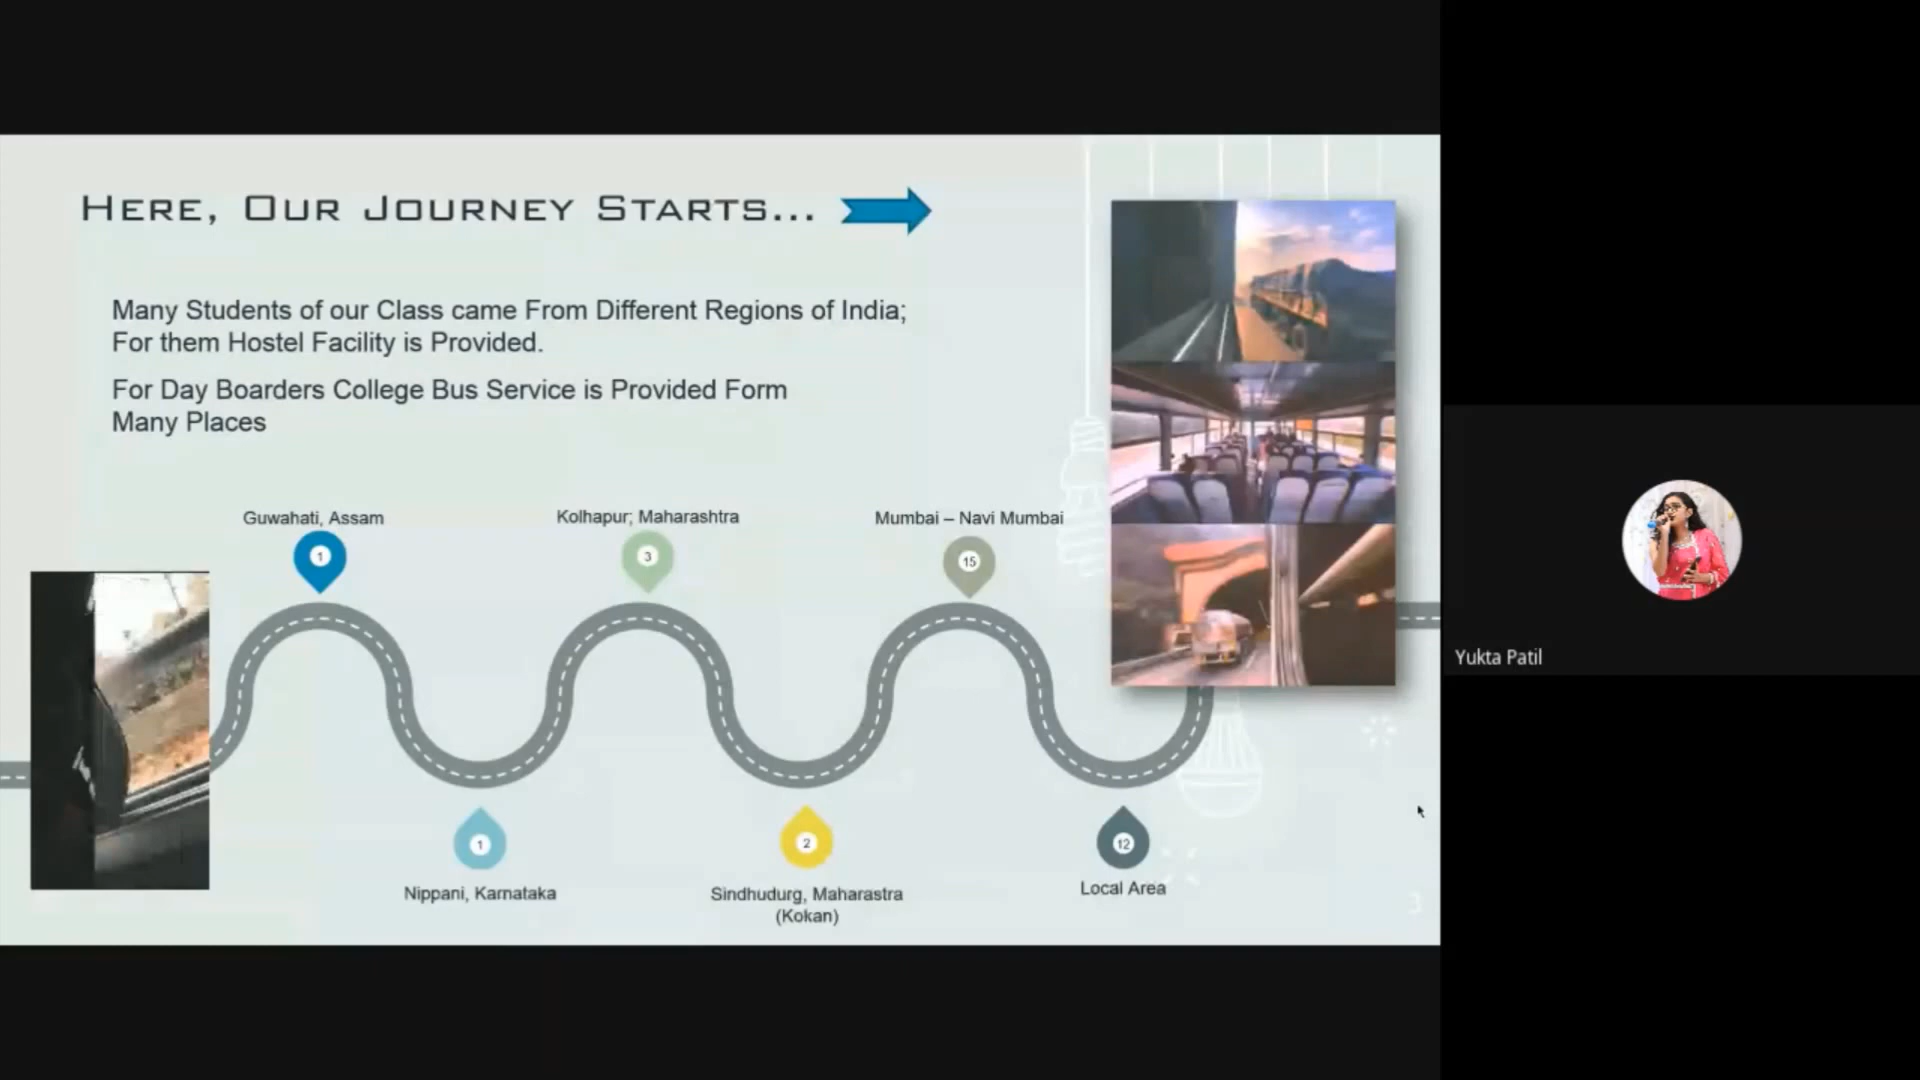 Here, Our Journey Starts...
Many Students of our Class came From Different Regions of India;
For them Hostel Facility is Provided.
For Day Boarders College Bus Service is Provided Form
Many Places
Guwahati, Assam
Kolhapur; Maharashtra
Mumbai – Navi Mumbai
1
3
15
Yukta Patil
1
2
12
Nippani, Karnataka
Sindhudurg, Maharastra
(Kokan)
Local Area
3